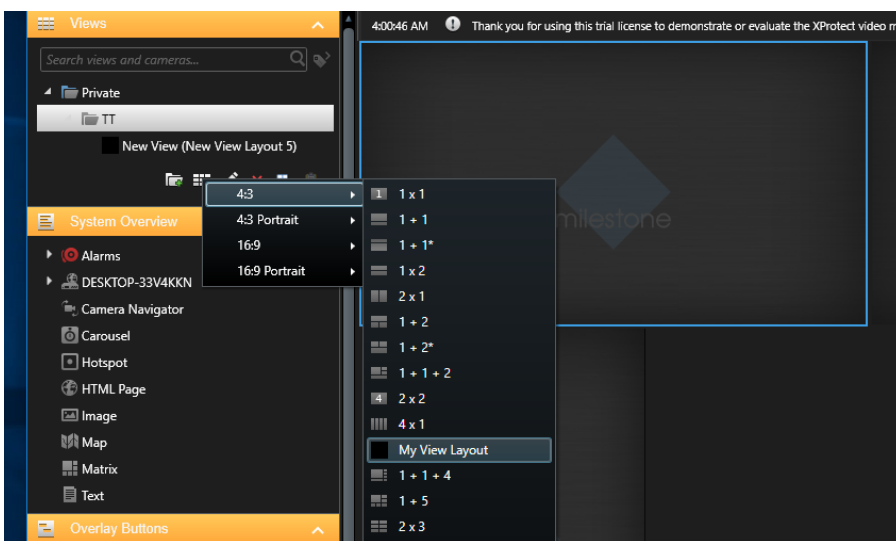 Views
4:00:46 AM Thank you for using this trial license to demonstrate or evaluate the XProtect video m
Search views and cameras...
Private
TT
New View (New View Layout 5)
System Overview
Alarms
DESKTOP-33V4KKN
Camera Navigator
Carousel
Hotspot
HTML Page
Image
Map
Matrix
Text
Overlay Buttons
4:3
4:3 Portrait
16:9
16:9 Portrait
1
1 x 1
1 + 1
1 + 1*
1 x 2
2 x 1
1 + 2
1 + 2*
1 + 1 + 2
4
2 x 2
4 x 1
My View Layout
1 + 1 + 4
1 + 5
2 x 3
milestone